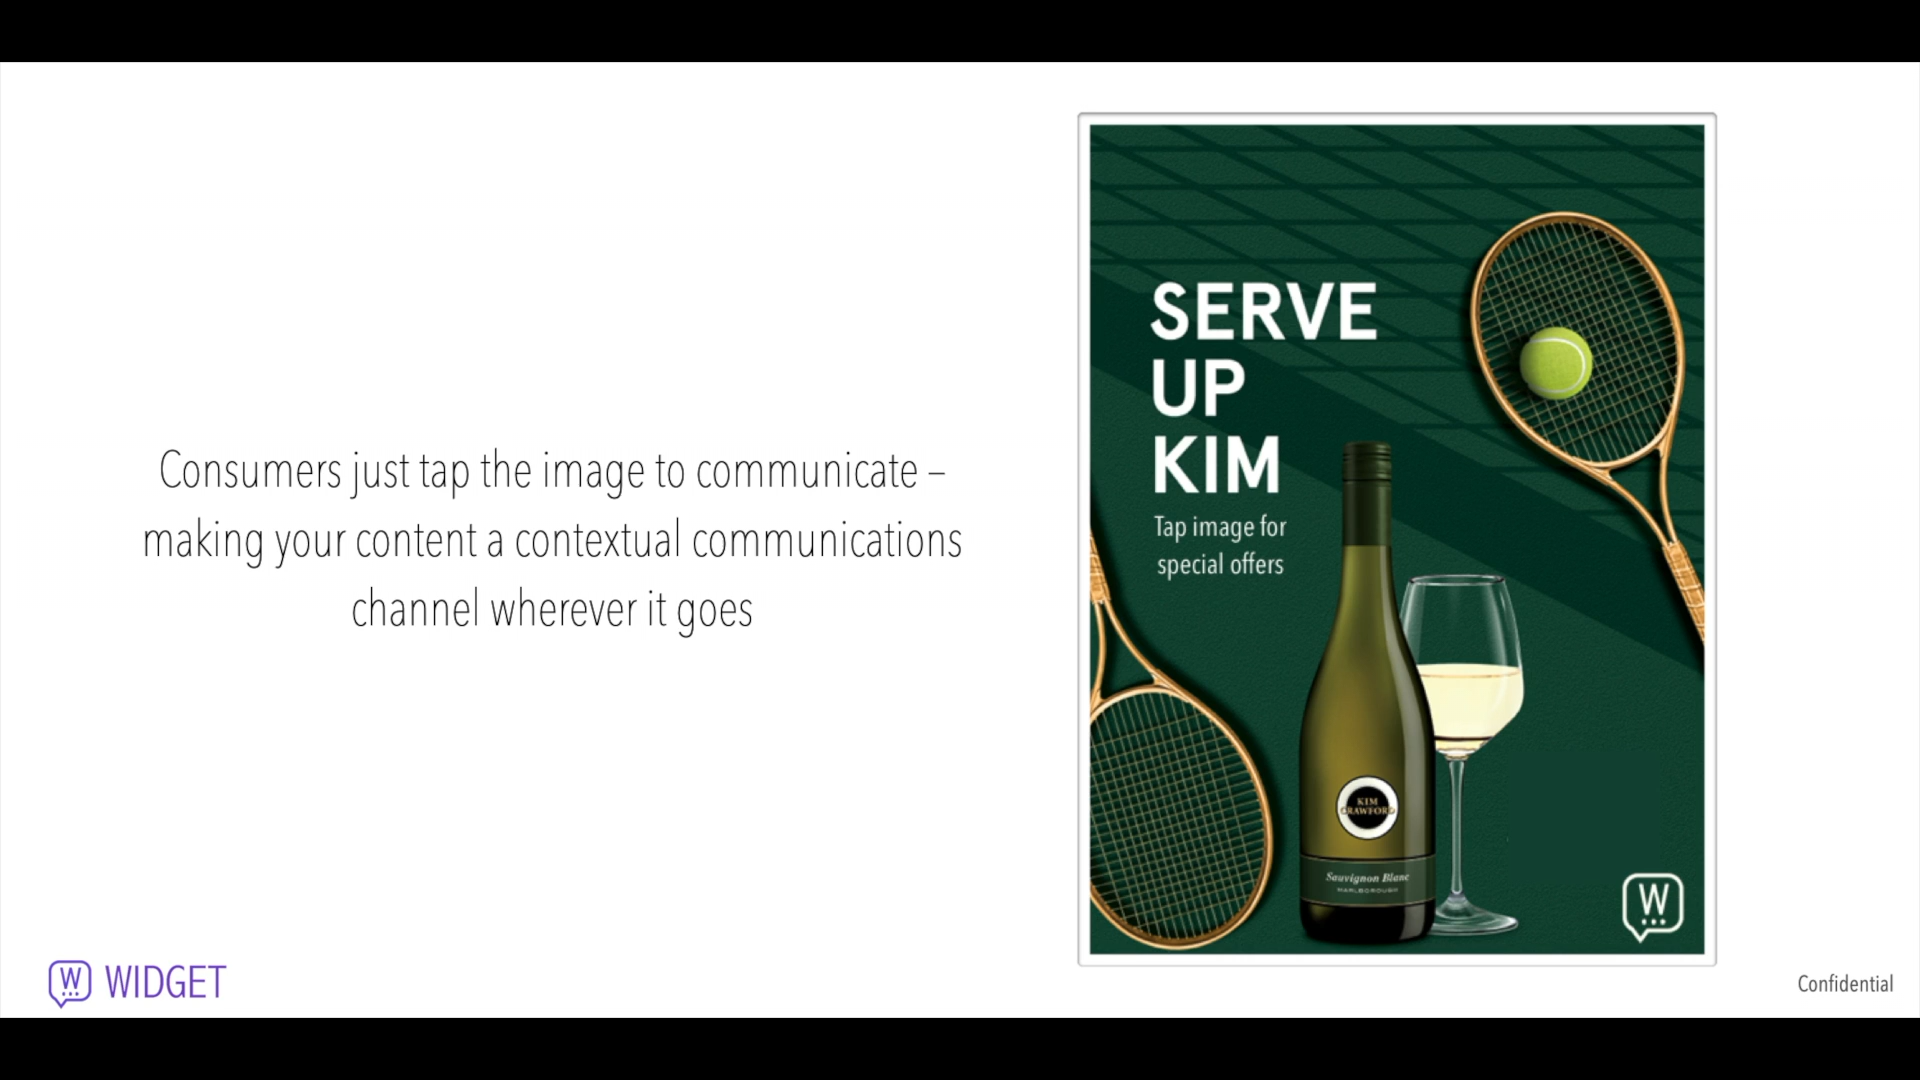 Consumers just tap the image to communicate –
making your content a contextual communications
channel wherever it goes
SERVE
UP
KIM
Tap image for
special offers
KIM
CRAWFORD
Sauvignon Blanc
MARLBOROUGH
W
W
WIDGET
Confidential